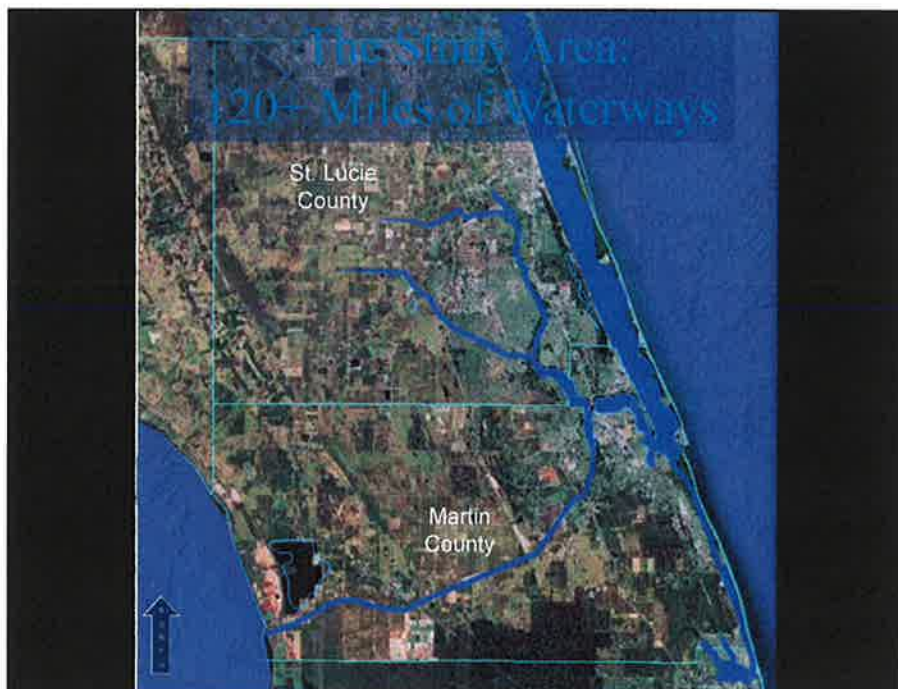 The Study Area:
120+ Miles of Waterways
St. Lucie
County
Martin
County